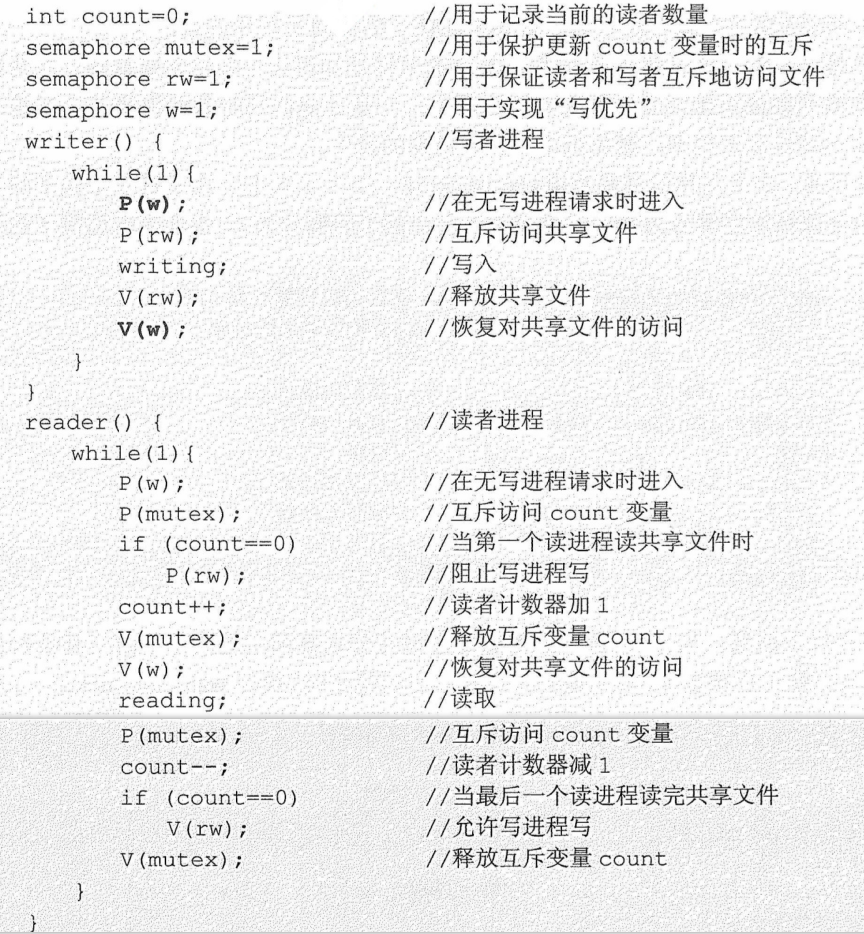 int count=0; //用于记录当前的读者数量
semaphore mutex=1; //用于保护更新 count 变量时的互斥
semaphore rw=1; //用于保证读者和写者互斥地访问文件
semaphore w=1; //用于实现“写优先”
writer() { //写者进程
while(1){
P(w); //在无写进程请求时进入
P(rw); //互斥访问共享文件
writing; //写入
V(rw); //释放共享文件
V(w); //恢复对共享文件的访问
}
}
reader() { //读者进程
while(1){
P(w); //在无写进程请求时进入
P(mutex); //互斥访问 count 变量
if (count==0) //当第一个读进程读共享文件时
P(rw); //阻止写进程写
count++; //读者计数器加 1
V(mutex); //释放互斥变量 count
V(w); //恢复对共享文件的访问
reading; //读取
P(mutex); //互斥访问 count 变量
count--; //读者计数器减 1
if (count==0) //当最后一个读进程读完共享文件
V(rw); //允许写进程写
V(mutex); //释放互斥变量 count
}
}